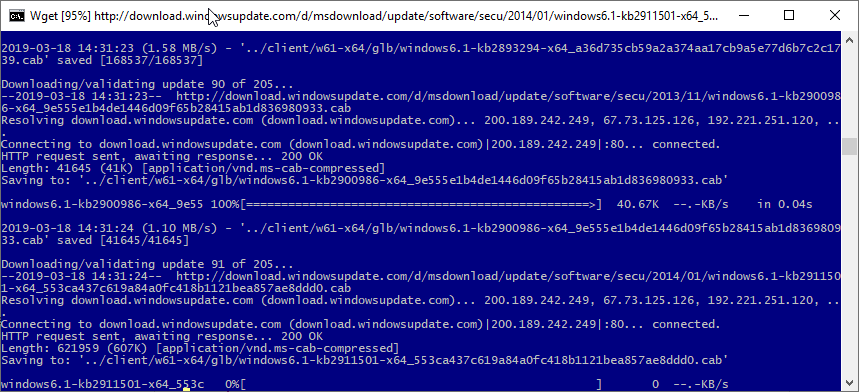 Wget [95%] http://download.windowsupdate.com/d/msdownload/update/software/secu/2014/01/windows6.1-kb2911501-x64_5...
2019-03-18 14:31:23 (1.58 MB/s) - '../client/w61-x64/glb/windows6.1-kb2893294-x64_a36d735cb59a2a374aa17cb9a5e77d6b7c2c17
39.cab' saved [168537/168537]
Downloading/validating update 90 of 205...
--2019-03-18 14:31:23--  http://download.windowsupdate.com/d/msdownload/update/software/secu/2013/11/windows6.1-kb290098
6-x64_9e555e1b4de1446d09f65b28415ab1d836980933.cab
Resolving download.windowsupdate.com (download.windowsupdate.com)... 200.189.242.249, 67.73.125.126, 192.221.251.120, ..
.
Connecting to download.windowsupdate.com (download.windowsupdate.com)|200.189.242.249|:80... connected.
HTTP request sent, awaiting response... 200 OK
Length: 41645 (41K) [application/vnd.ms-cab-compressed]
Saving to: '../client/w61-x64/glb/windows6.1-kb2900986-x64_9e555e1b4de1446d09f65b28415ab1d836980933.cab'
windows6.1-kb2900986-x64_9e55 100%[=================================================>]  40.67K  --.-KB/s    in 0.04s
2019-03-18 14:31:24 (1.10 MB/s) - '../client/w61-x64/glb/windows6.1-kb2900986-x64_9e555e1b4de1446d09f65b28415ab1d8369809
33.cab' saved [41645/41645]
Downloading/validating update 91 of 205...
--2019-03-18 14:31:24--  http://download.windowsupdate.com/d/msdownload/update/software/secu/2014/01/windows6.1-kb291150
1-x64_553ca437c619a84a0fc418b1121bea857ae8ddd0.cab
Resolving download.windowsupdate.com (download.windowsupdate.com)... 200.189.242.249, 67.73.125.126, 192.221.251.120, ..
.
Connecting to download.windowsupdate.com (download.windowsupdate.com)|200.189.242.249|:80... connected.
HTTP request sent, awaiting response... 200 OK
Length: 621959 (607K) [application/vnd.ms-cab-compressed]
Saving to: '../client/w61-x64/glb/windows6.1-kb2911501-x64_553ca437c619a84a0fc418b1121bea857ae8ddd0.cab'
windows6.1-kb2911501-x64_553c   0%[                                                  ]       0  --.-KB/s